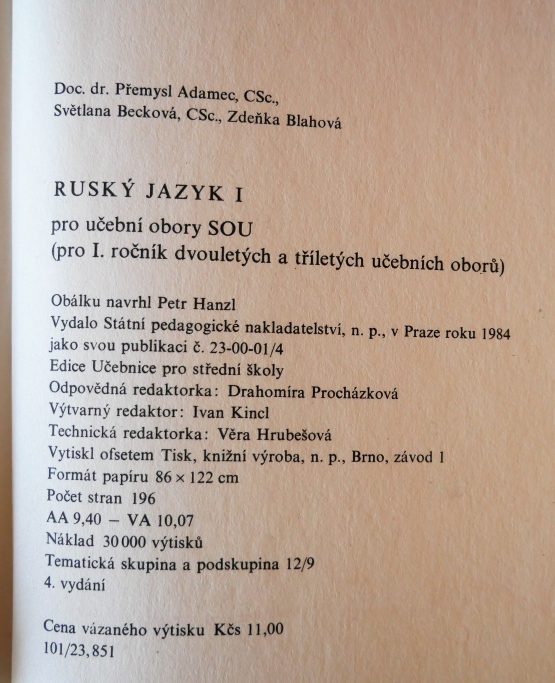 Doc. dr. Přemysl Adamec, CSc.,
Světlana Becková, CSc., Zdeňka Blahová
RUSKÝ JAZYK I
pro učební obory SOU
(pro I. ročník dvouletých a tříletých učebních oborů)
Obálku navrhl Petr Hanzl
Vydalo Státní pedagogické nakladatelství, n. p., v Praze roku 1984
jako svou publikaci č. 23-00-01/4
Edice Učebnice pro střední školy
Odpovědná redaktorka: Drahomíra Procházková
Výtvarný redaktor: Ivan Kincl
Technická redaktorka: Věra Hrubešová
Vytiskl ofsetem Tisk, knižní výroba, n. p., Brno, závod 1
Formát papíru 86 × 122 cm
Počet stran 196
AA 9,40 – VA 10,07
Náklad 30 000 výtisků
Tematická skupina a podskupina 12/9
4. vydání
Cena vázaného výtisku Kčs 11,00
101/23,851